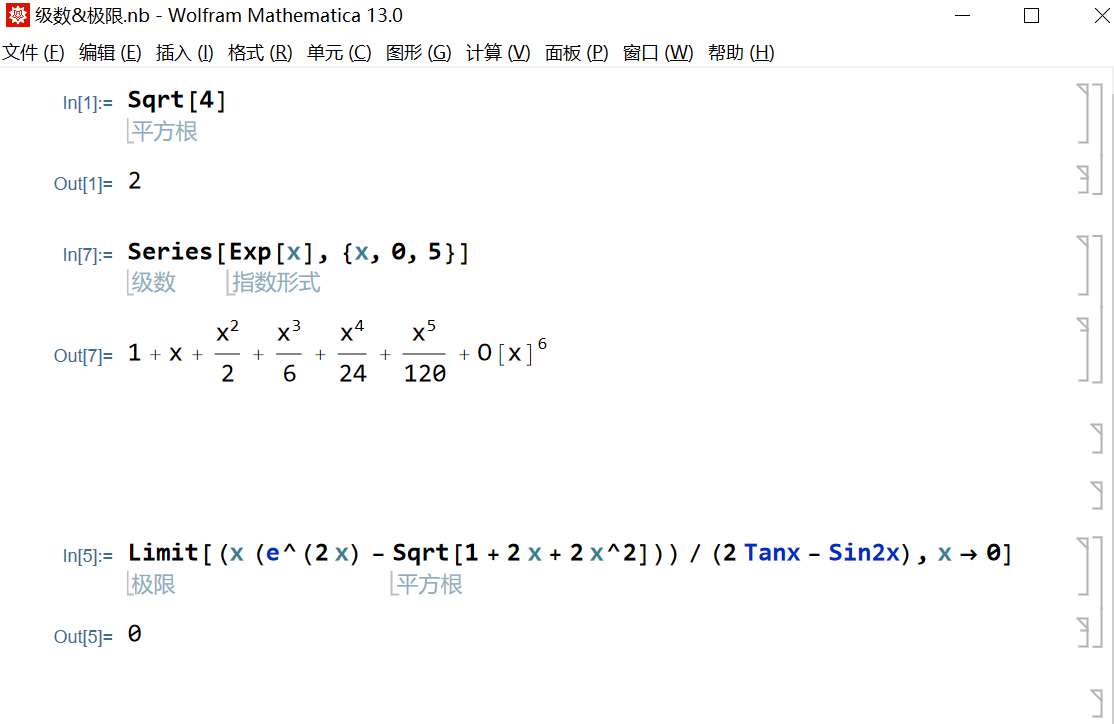 级数&极限.nb - Wolfram Mathematica 13.0
文件 (F) 编辑 (E) 插入 (I) 格式 (R) 单元 (C) 图形 (G) 计算 (V) 面板 (P) 窗口 (W) 帮助 (H)
In[1]:= Sqrt[4]
平方根
Out[1]= 2
In[7]:= Series[Exp[x], {x, 0, 5}]
级数 指数形式
Out[7]= 1 + x + x^2/2 + x^3/6 + x^4/24 + x^5/120 + O[x]^6
In[5]:= Limit[(x (e^(2 x) - Sqrt[1 + 2 x + 2 x^2])) / (2 Tanx - Sin2x), x → 0]
极限 平方根
Out[5]= 0